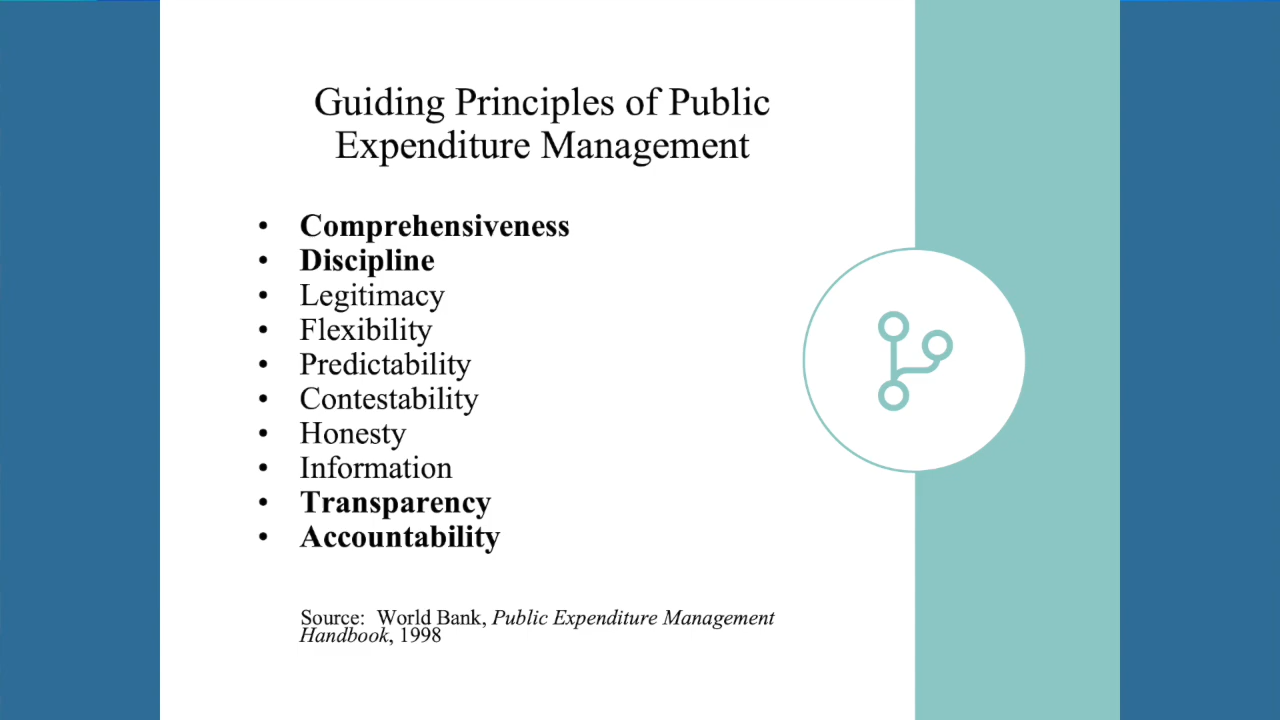 Guiding Principles of Public
Expenditure Management
• Comprehensiveness
• Discipline
• Legitimacy
• Flexibility
• Predictability
• Contestability
• Honesty
• Information
• Transparency
• Accountability
Source: World Bank, Public Expenditure Management
Handbook, 1998